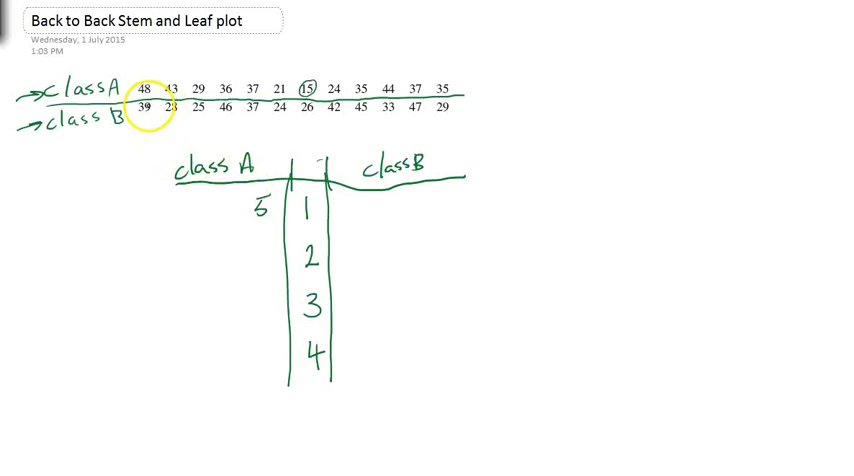 Back to Back Stem and Leaf plot
Wednesday, 1 July 2015
1:03 PM
class A 48 43 29 36 37 21 15 24 35 44 37 35
class B 39 23 25 46 37 24 26 42 45 33 47 29
class A class B
5 1
2
3
4